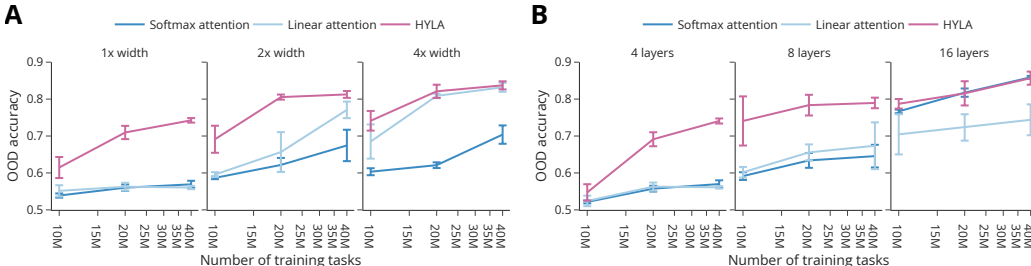 A
Softmax attention Linear attention HYLA
1x width 2x width 4x width
OOD accuracy
0.9
0.8
0.7
0.6
0.5
10M 15M 20M 25M 30M 35M 40M 10M 15M 20M 25M 30M 35M 40M 10M 15M 20M 25M 30M 35M 40M
Number of training tasks
B
Softmax attention Linear attention HYLA
4 layers 8 layers 16 layers
OOD accuracy
0.9
0.8
0.7
0.6
0.5
10M 15M 20M 25M 30M 35M 40M 10M 15M 20M 25M 30M 35M 40M 10M 15M 20M 25M 30M 35M 40M
Number of training tasks